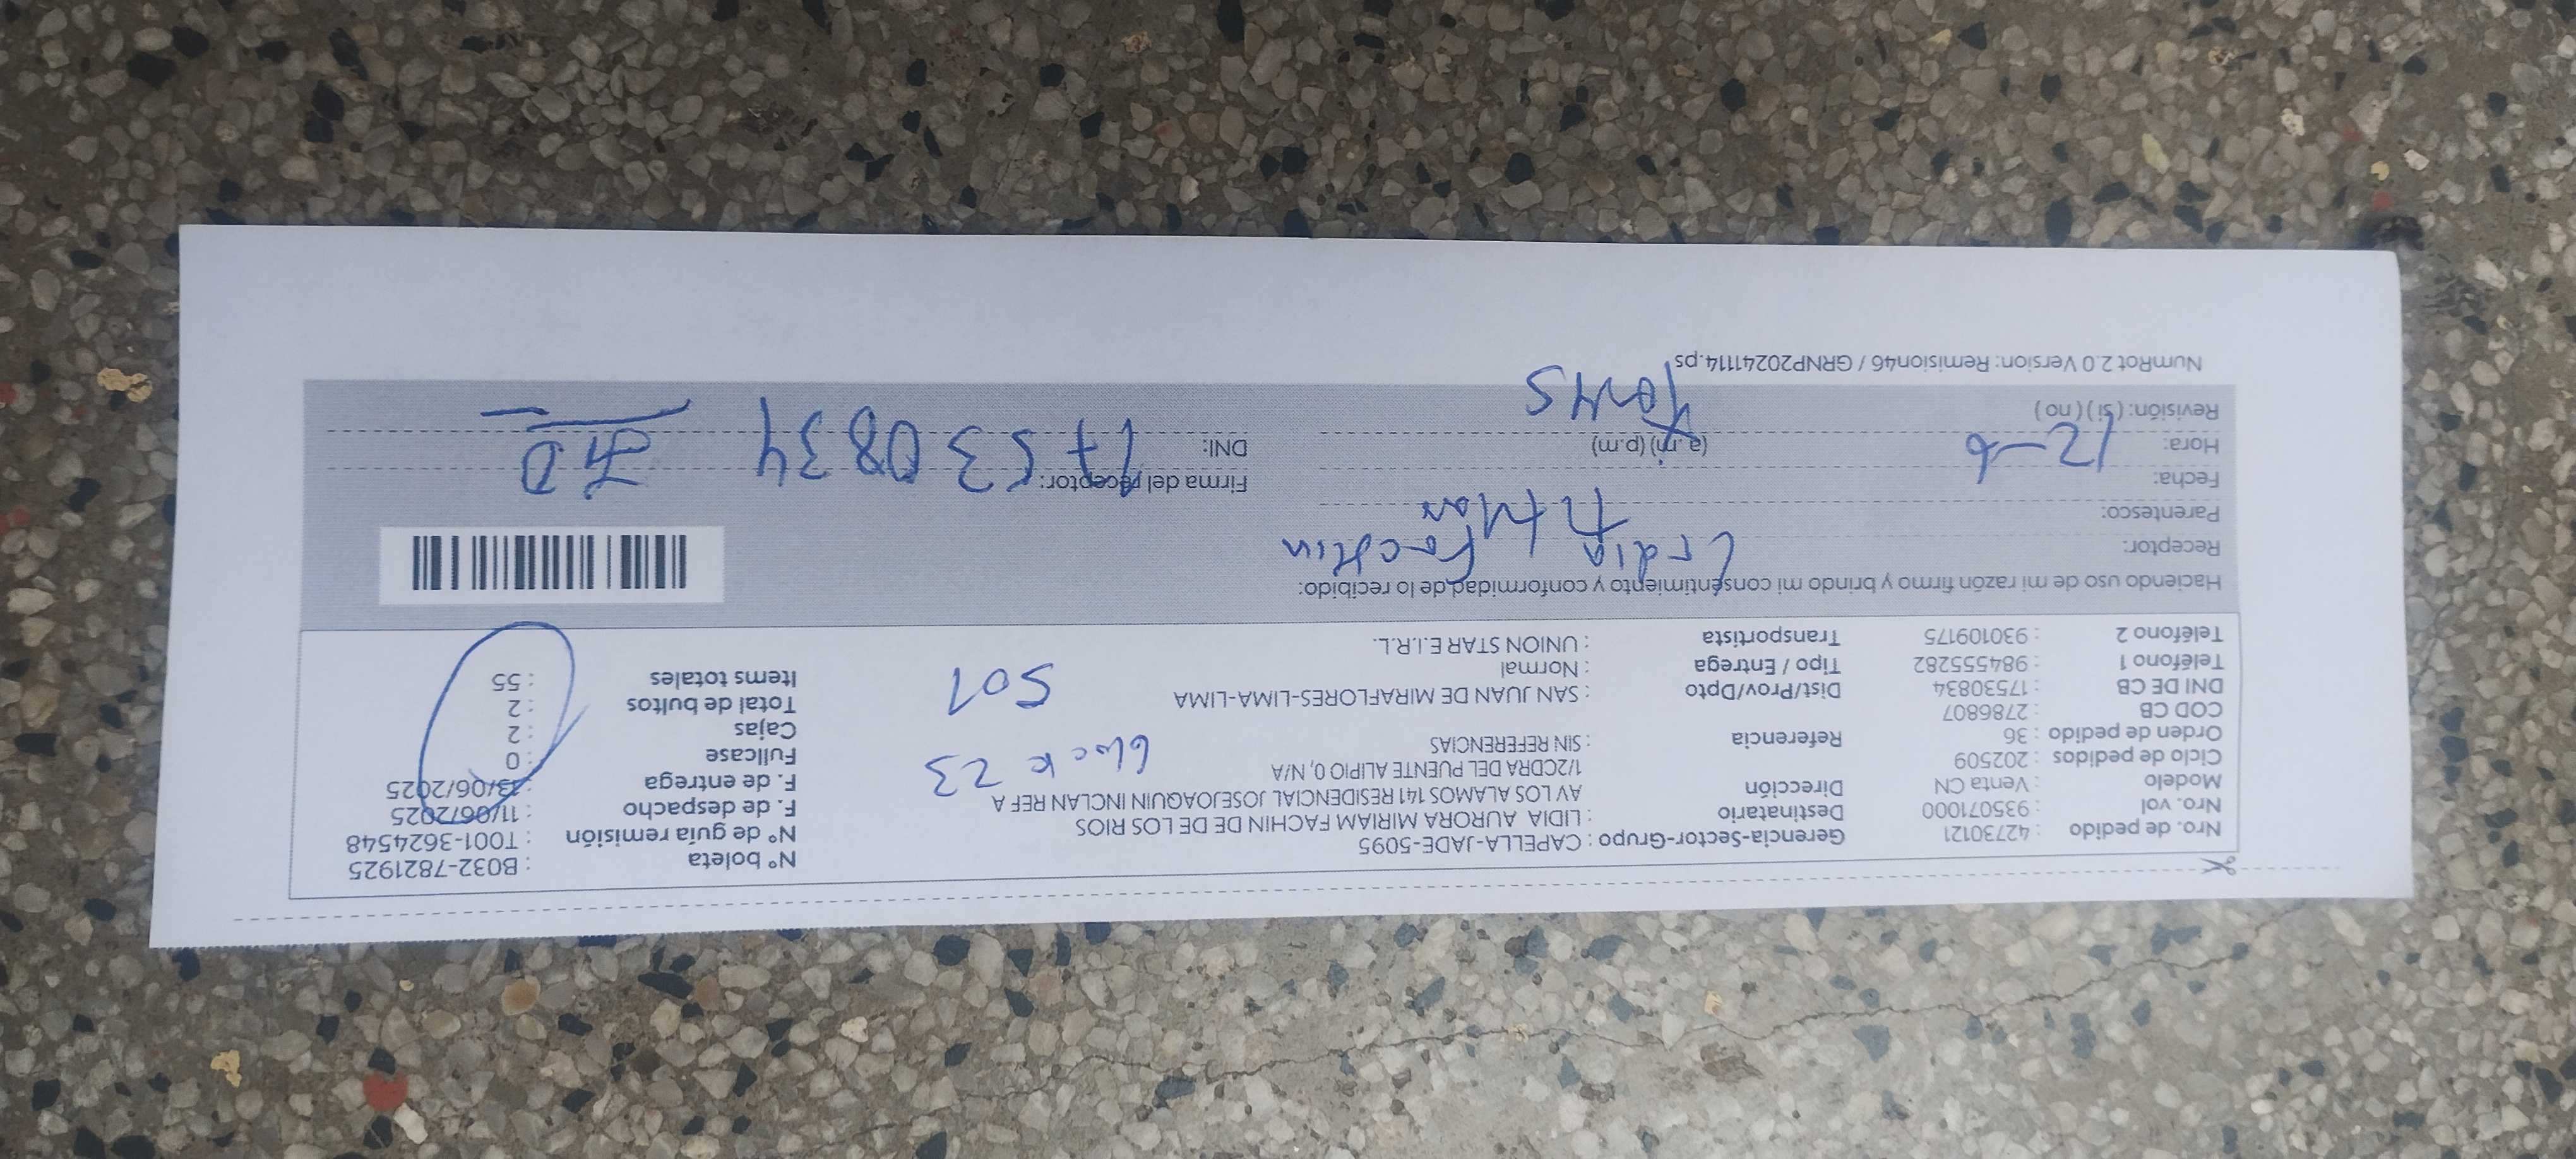 Nro. de pedido : 42730121
Nro. vol : 935071000
Modelo : Venta CN
Ciclo de pedidos : 202509
Orden de pedido : 36
COD CB : 2786807
DNI DE CB : 17530834
Teléfono 1 : 984555282
Teléfono 2 : 930109175
Gerencia-Sector-Grupo : CAPELLA-JADE-5095
Destinatario : LIDIA AURORA MIRIAM FACHIN DE DE LOS RIOS
Dirección AV LOS ALAMOS 141 RESIDENCIAL JOSEJOAQUIN INCLAN REF A
1/2CDRA DEL PUENTE ALIPIO 0, N/A
Referencia : SIN REFERENCIAS
Dist/Prov/Dpto : SAN JUAN DE MIRAFLORES-LIMA-LIMA
Tipo / Entrega : Normal
Transportista : UNION STAR E.I.R.L.
block 23
501
N° boleta : B032-7821925
N° de guía remisión : T001-3624548
F. de despacho : 11/06/2025
F. de entrega : 13/06/2025
Fullcase : 0
Cajas : 2
Total de bultos : 2
Items totales : 55
Haciendo uso de mi razón firmo y brindo mi consentimiento y conformidad de lo recibido:
Receptor: Lidia Fachin
Parentesco: Titular
Fecha: 12-6
Hora: (a.m) (p.m) 10:45
Revisión: (si) (no)
Firma del receptor:
DNI: 17530834
NumRot 2.0 Version: Remision46 / GRNP20241114.ps